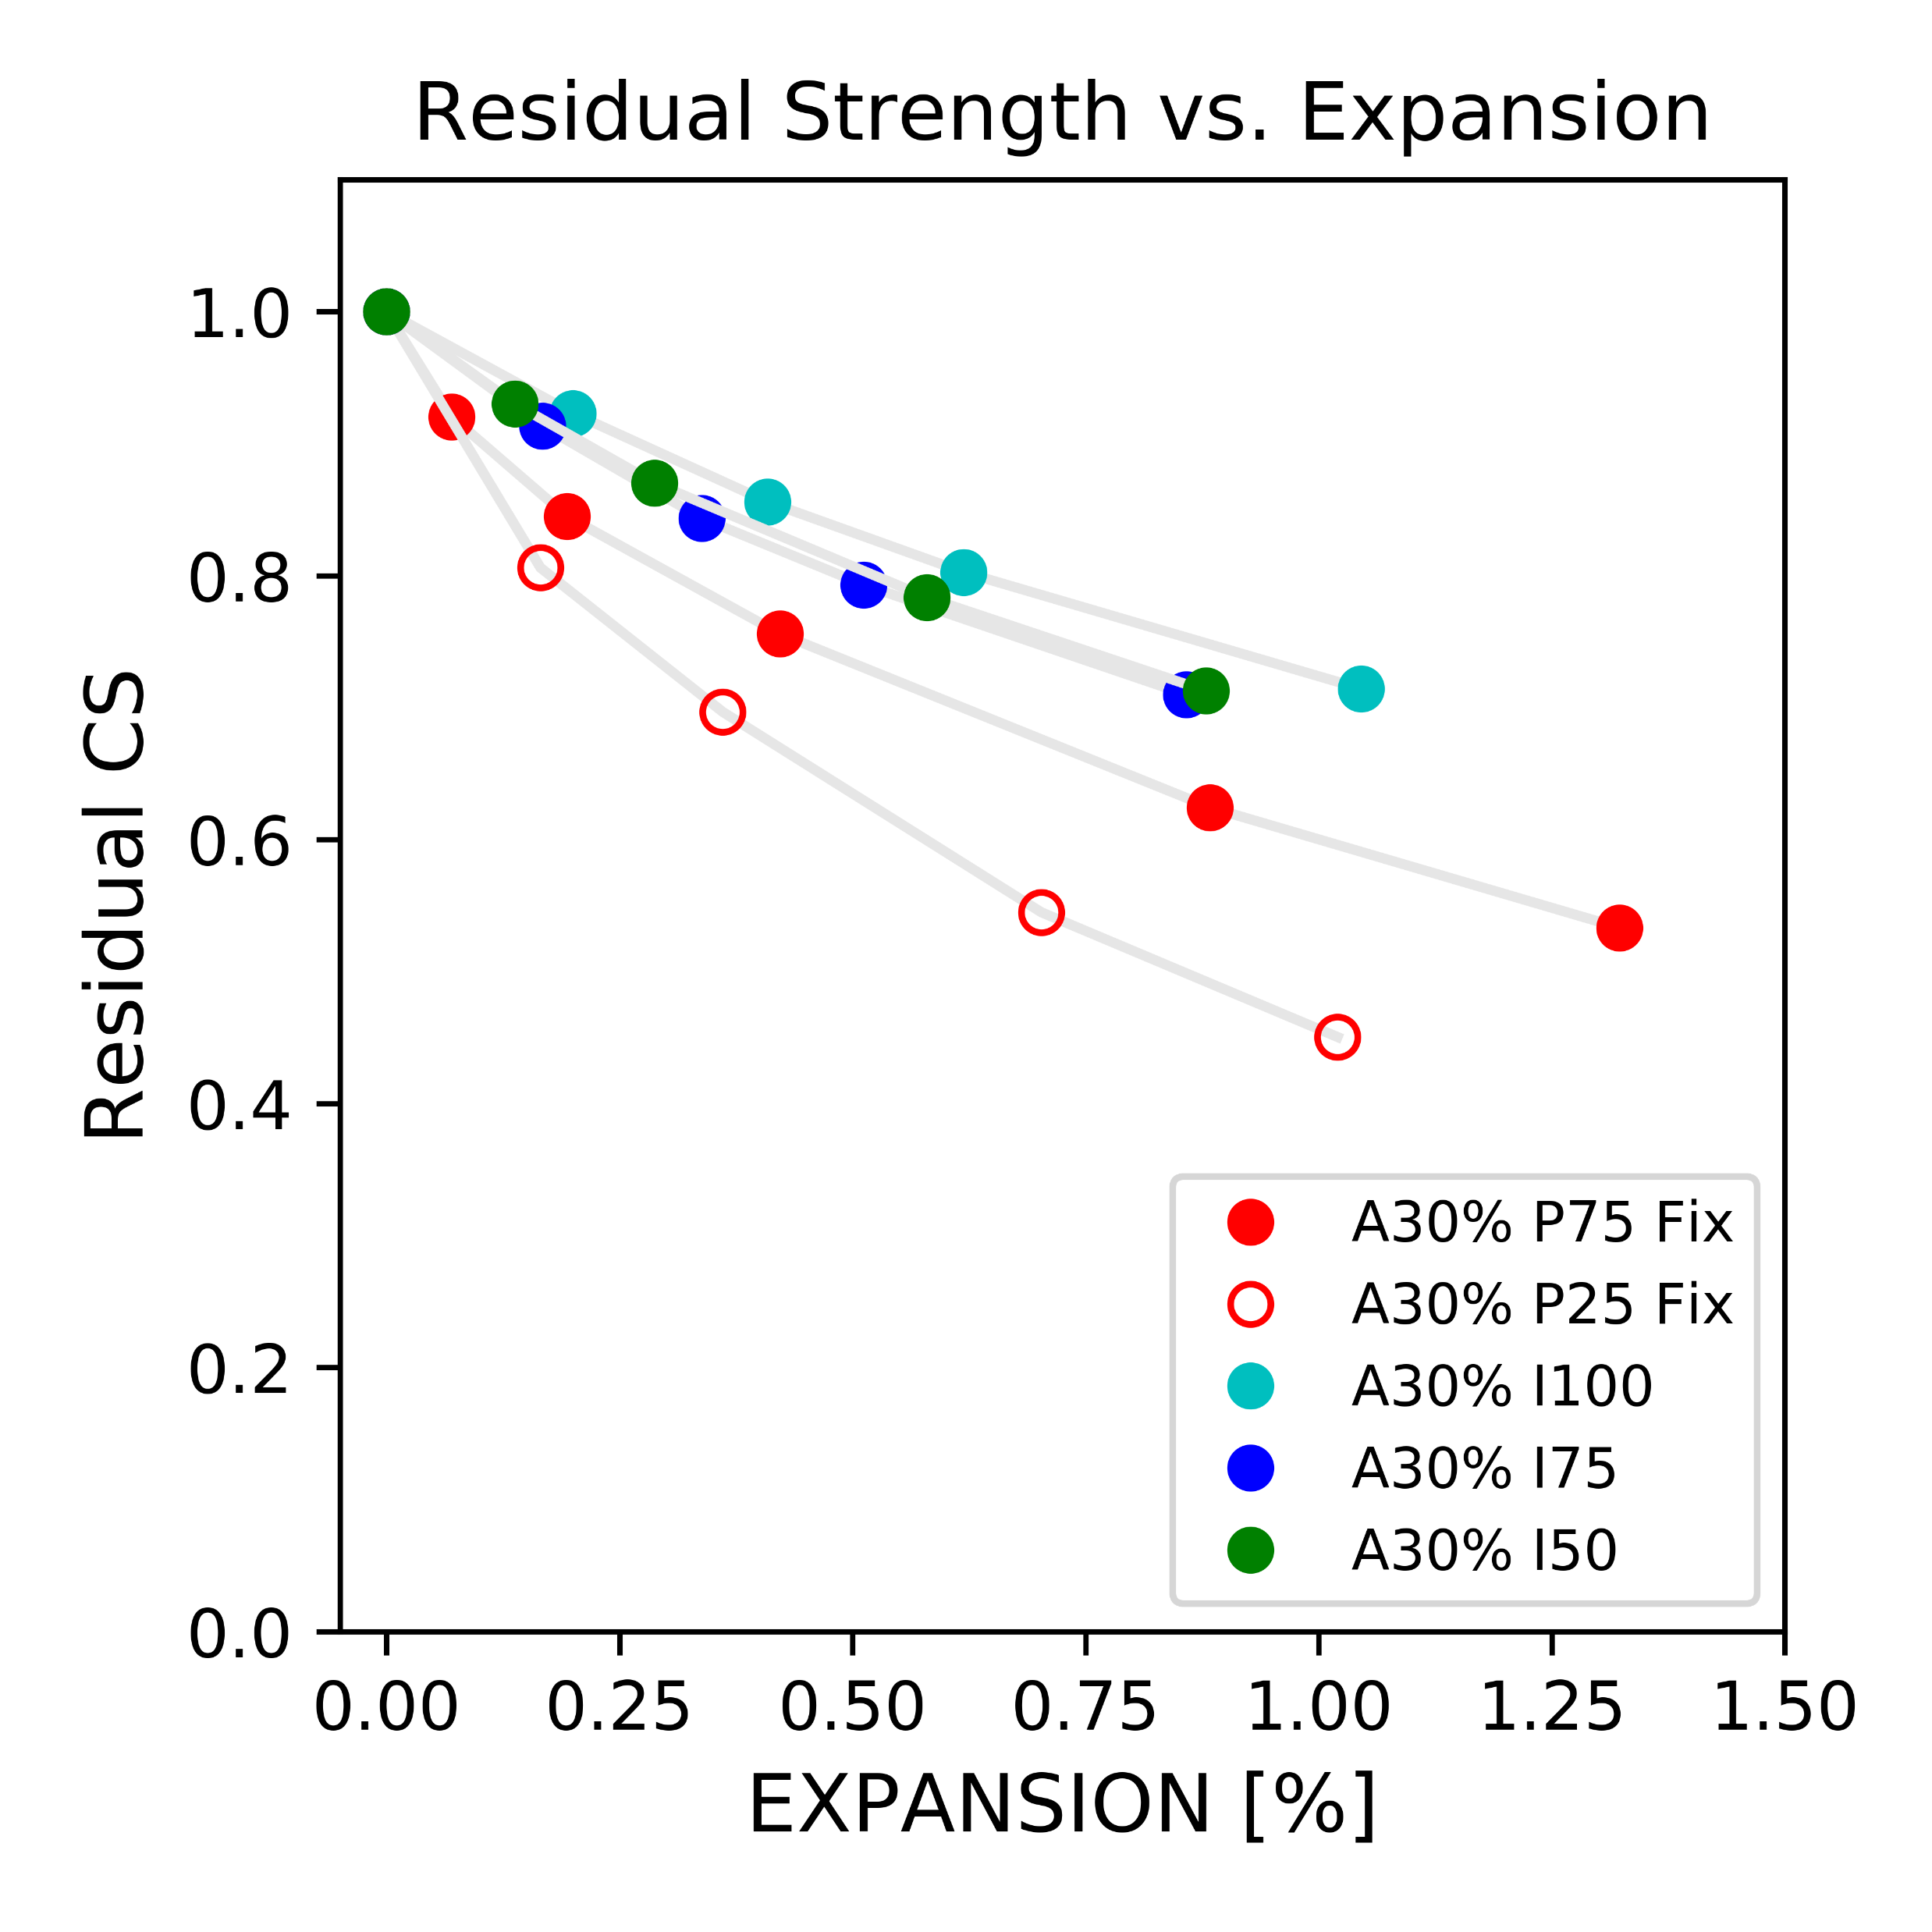 Residual Strength vs. Expansion
Residual CS
1.0
0.8
0.6
0.4
0.2
0.0
A30% P75 Fix
A30% P25 Fix
A30% I100
A30% I75
A30% I50
0.00 0.25 0.50 0.75 1.00 1.25 1.50
EXPANSION [%]